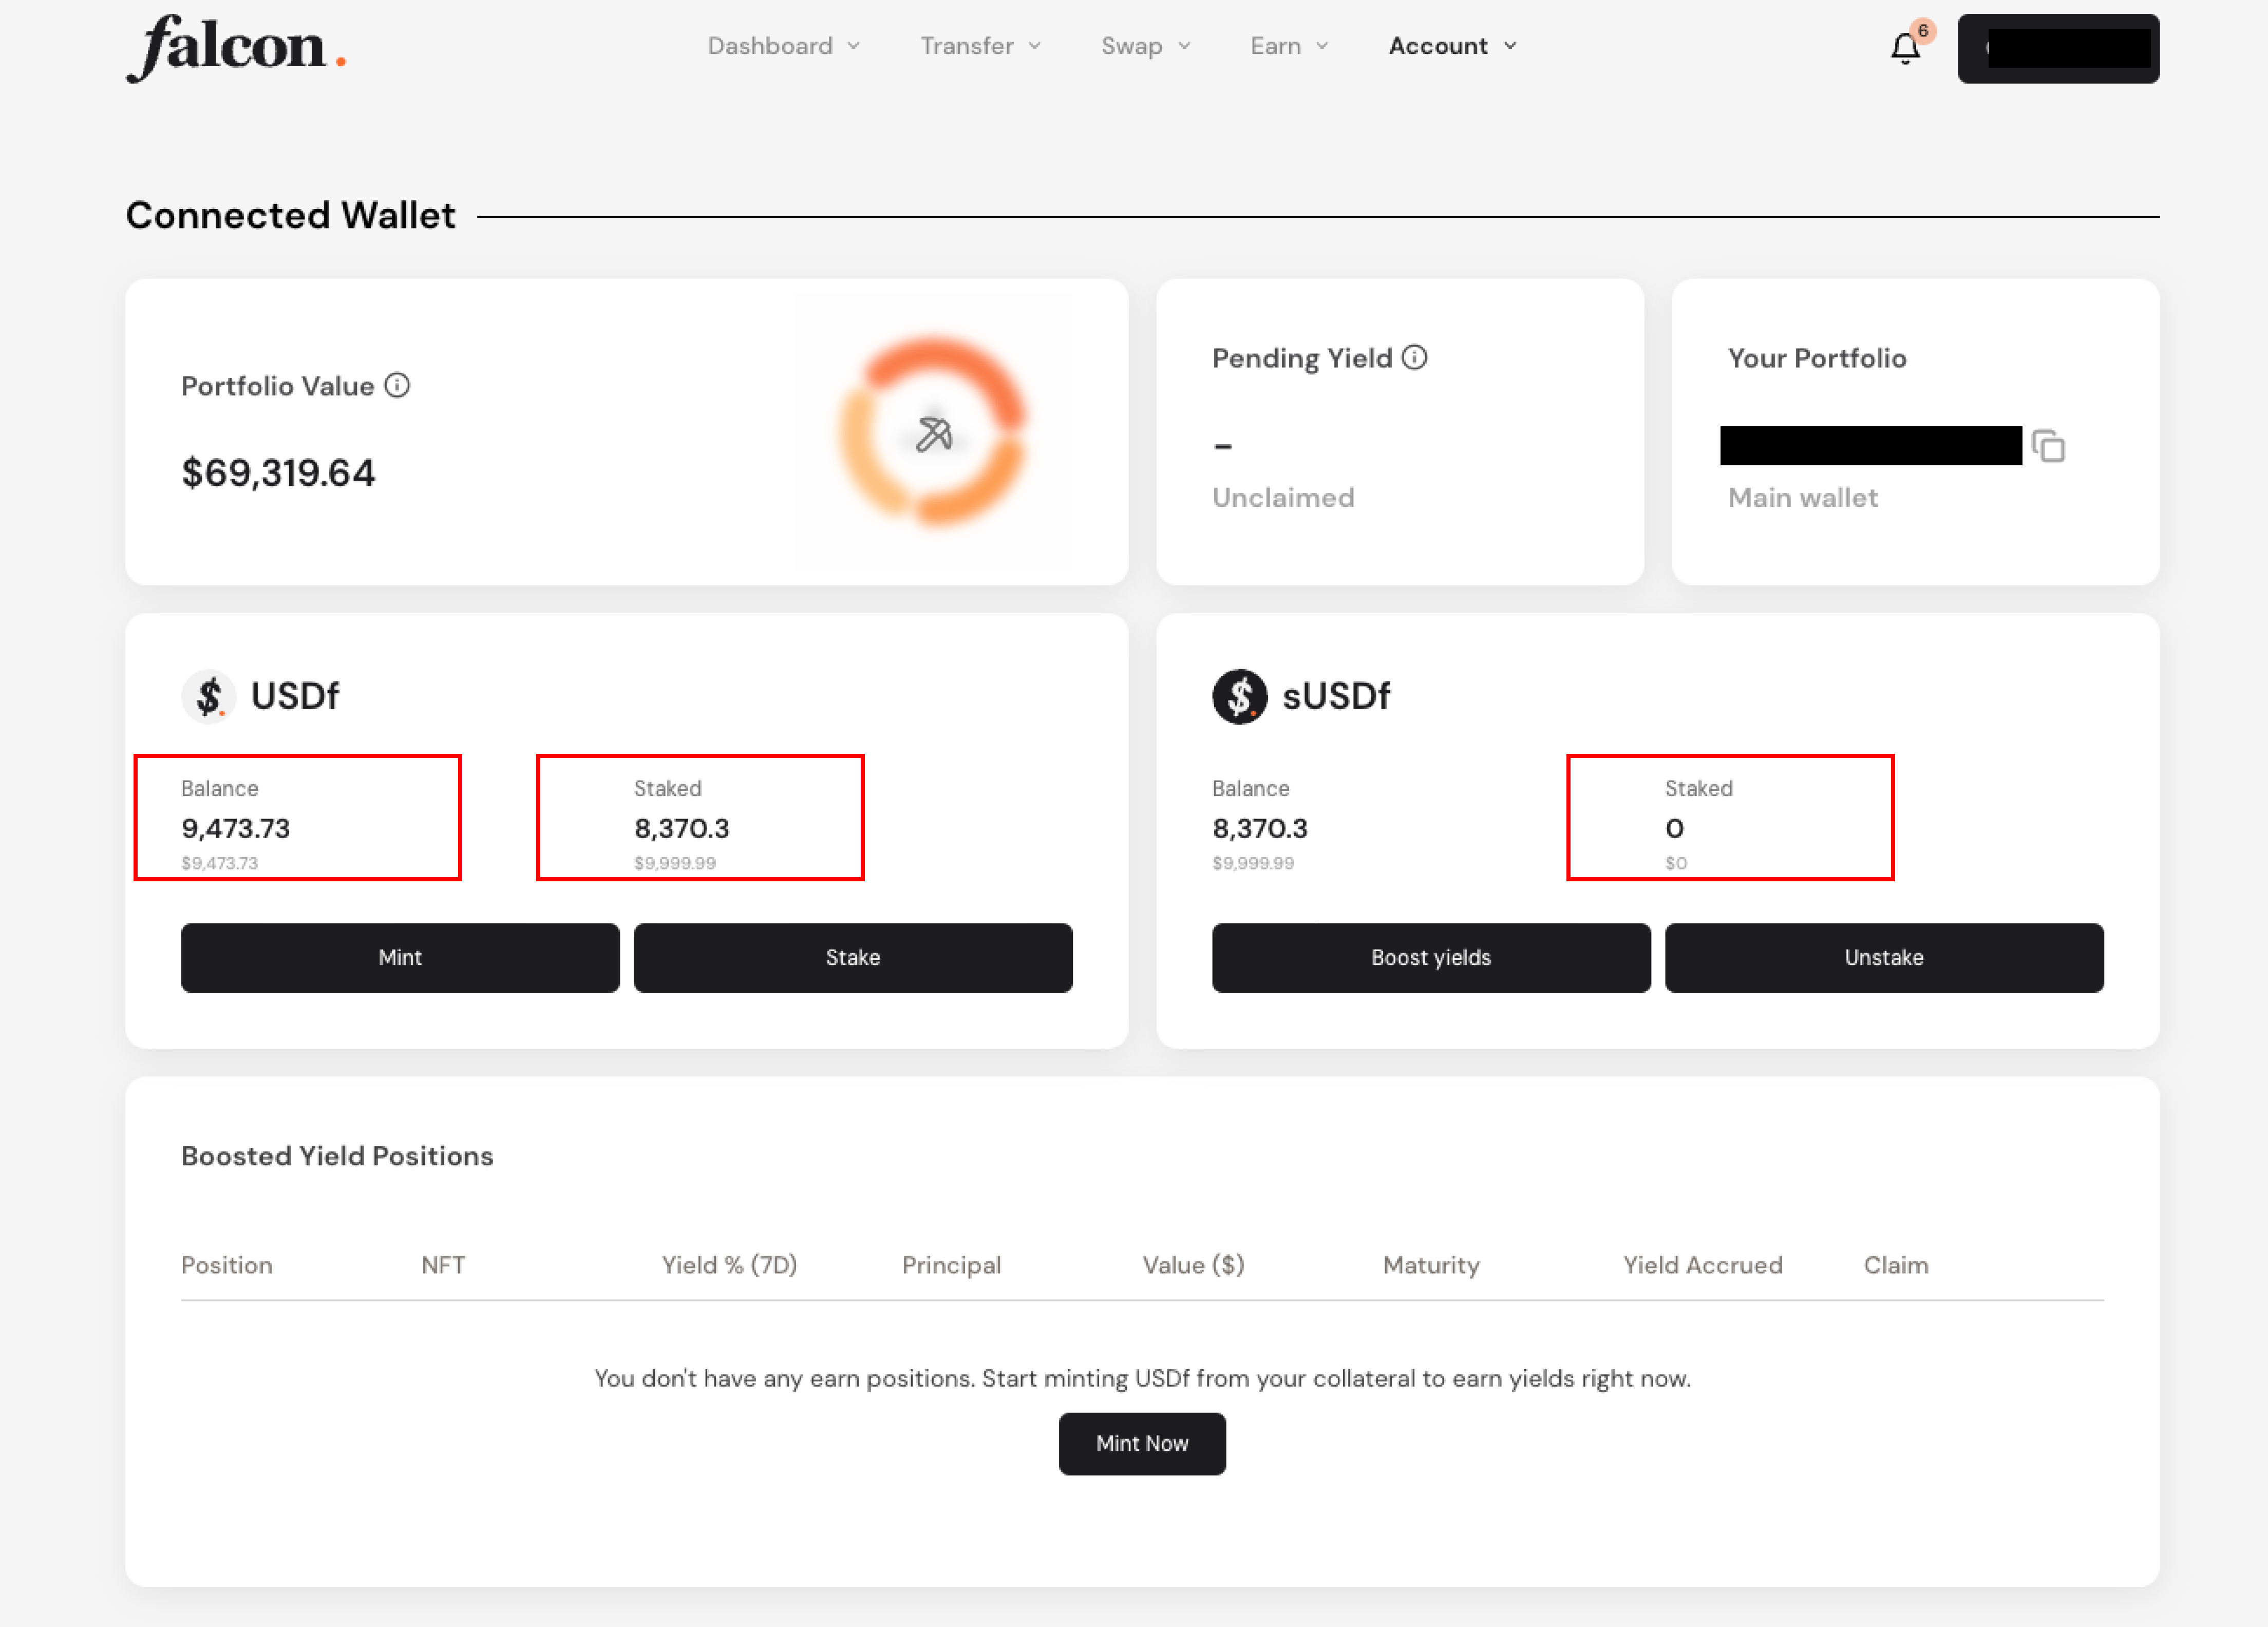 falcon.
Dashboard Transfer Swap Earn Account 6
Connected Wallet
Portfolio Value
$69,319.64
Pending Yield
-
Unclaimed
Your Portfolio
Main wallet
USDf
Balance Staked
9,473.73 8,370.3
$9,473.73 $9,999.99
Mint Stake
sUSDf
Balance Staked
8,370.3 0
$9,999.99 $0
Boost yields Unstake
Boosted Yield Positions
Position NFT Yield % (7D) Principal Value ($) Maturity Yield Accrued Claim
You don't have any earn positions. Start minting USDf from your collateral to earn yields right now.
Mint Now